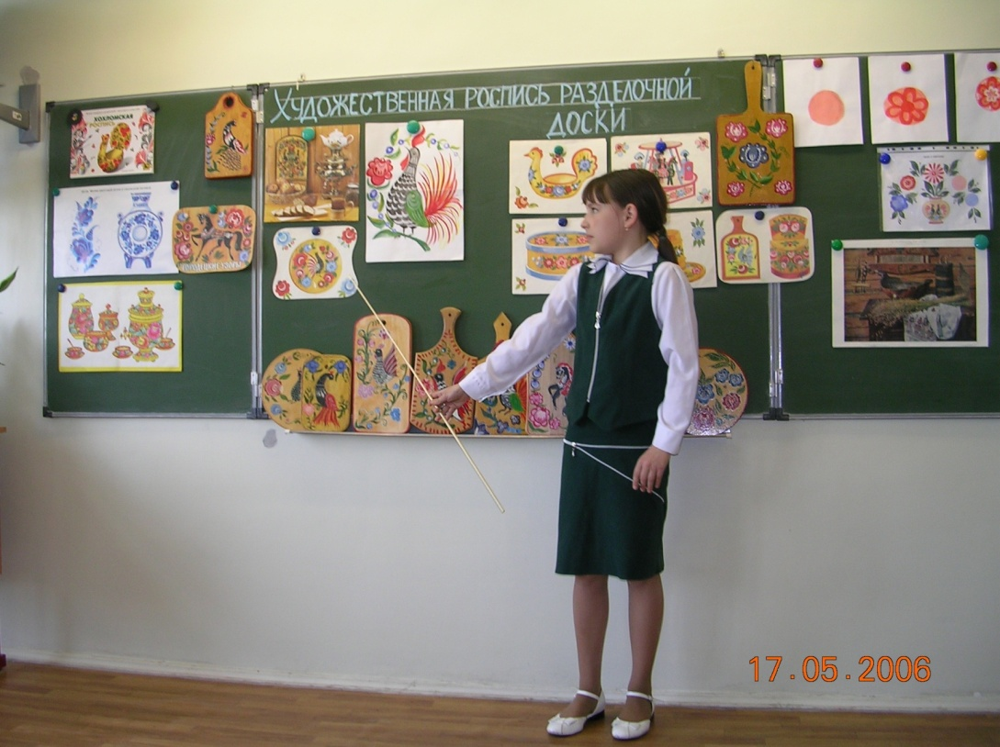 ХУДОЖЕСТВЕННАЯ РОСПИСЬ РАЗДЕЛОЧНОЙ
ДОСКИ
ХОХЛОМСКАЯ
РОСПИСЬ
17.05.2006